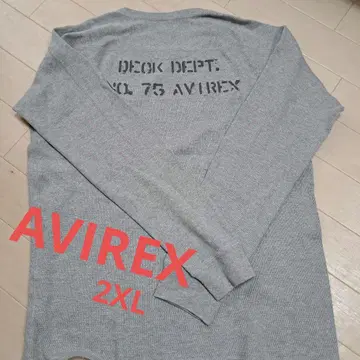 DECK DEPT.
NO. 75 AVIREX
AVIREX
2XL